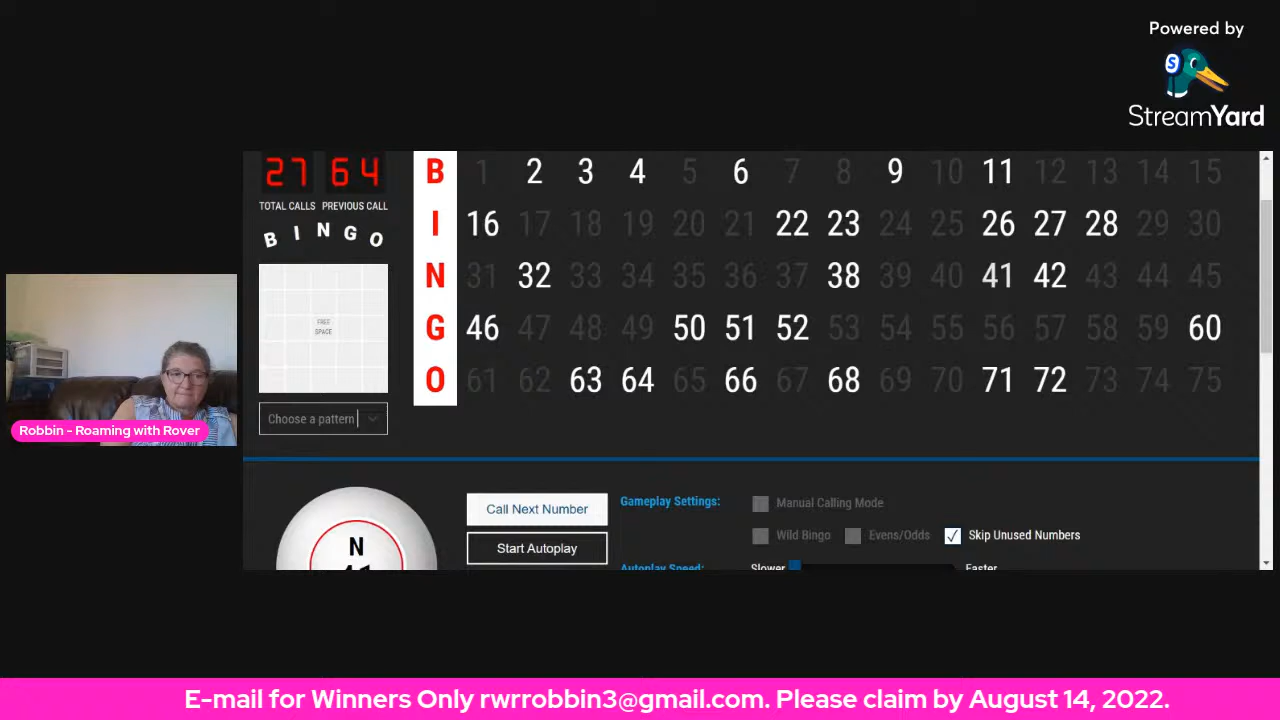 Powered by
StreamYard
27 64
TOTAL CALLS PREVIOUS CALL
B I N G O
FREE
SPACE
Choose a pattern
B 1 2 3 4 5 6 7 8 9 10 11 12 13 14 15
I 16 17 18 19 20 21 22 23 24 25 26 27 28 29 30
N 31 32 33 34 35 36 37 38 39 40 41 42 43 44 45
G 46 47 48 49 50 51 52 53 54 55 56 57 58 59 60
O 61 62 63 64 65 66 67 68 69 70 71 72 73 74 75
Robbin - Roaming with Rover
N
41
Call Next Number
Start Autoplay
Gameplay Settings:
Manual Calling Mode
Wild Bingo Evens/Odds Skip Unused Numbers
Autoplay Speed: Slower Faster
E-mail for Winners Only rwrrobbin3@gmail.com. Please claim by August 14, 2022.